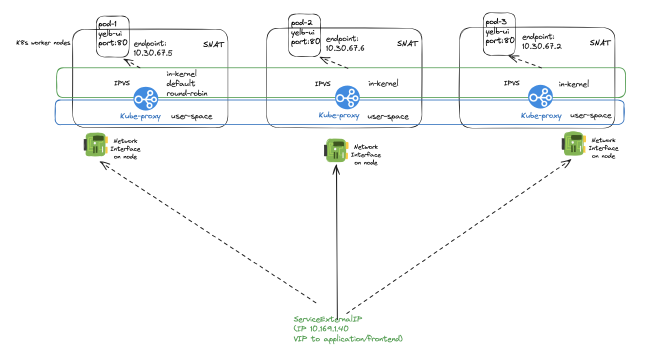 pod-1
yelb-ui
port:80
endpoint:
10.30.67.5
SNAT
pod-2
yelb-ui
port:80
endpoint:
10.30.67.6
SNAT
pod-3
yelb-ui
port:80
endpoint:
10.30.67.2
SNAT
K8s worker nodes
IPVS
in-kernel
default
round-robin
IPVS
in-kernel
IPVS
in-kernel
Kube-proxy
user-space
Kube-proxy
user-space
Kube-proxy
user-space
Network
Interface
on node
Network
Interface
on node
Network
Interface
on node
ServiceExternalIP
(IP 10.169.1.40
VIP to application/frontend)